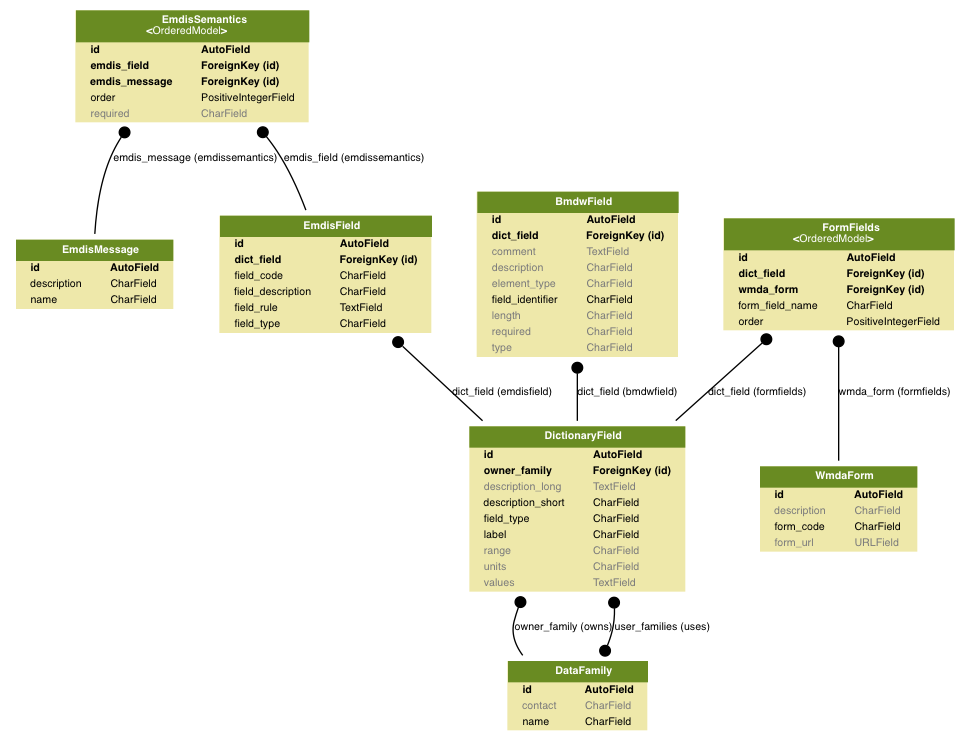 EmdisSemantics
<OrderedModel>
id AutoField
emdis_field ForeignKey (id)
emdis_message ForeignKey (id)
order PositiveIntegerField
required CharField
emdis_message (emdissemantics) emdis_field (emdissemantics)
EmdisMessage
id AutoField
description CharField
name CharField
EmdisField
id AutoField
dict_field ForeignKey (id)
field_code CharField
field_description CharField
field_rule TextField
field_type CharField
BmdwField
id AutoField
dict_field ForeignKey (id)
comment TextField
description CharField
element_type CharField
field_identifier CharField
length CharField
required CharField
type CharField
FormFields
<OrderedModel>
id AutoField
dict_field ForeignKey (id)
wmda_form ForeignKey (id)
form_field_name CharField
order PositiveIntegerField
dict_field (emdisfield) dict_field (bmdwfield) dict_field (formfields) wmda_form (formfields)
DictionaryField
id AutoField
owner_family ForeignKey (id)
description_long TextField
description_short CharField
field_type CharField
label CharField
range CharField
units CharField
values TextField
WmdaForm
id AutoField
description CharField
form_code CharField
form_url URLField
owner_family (owns) user_families (uses)
DataFamily
id AutoField
contact CharField
name CharField